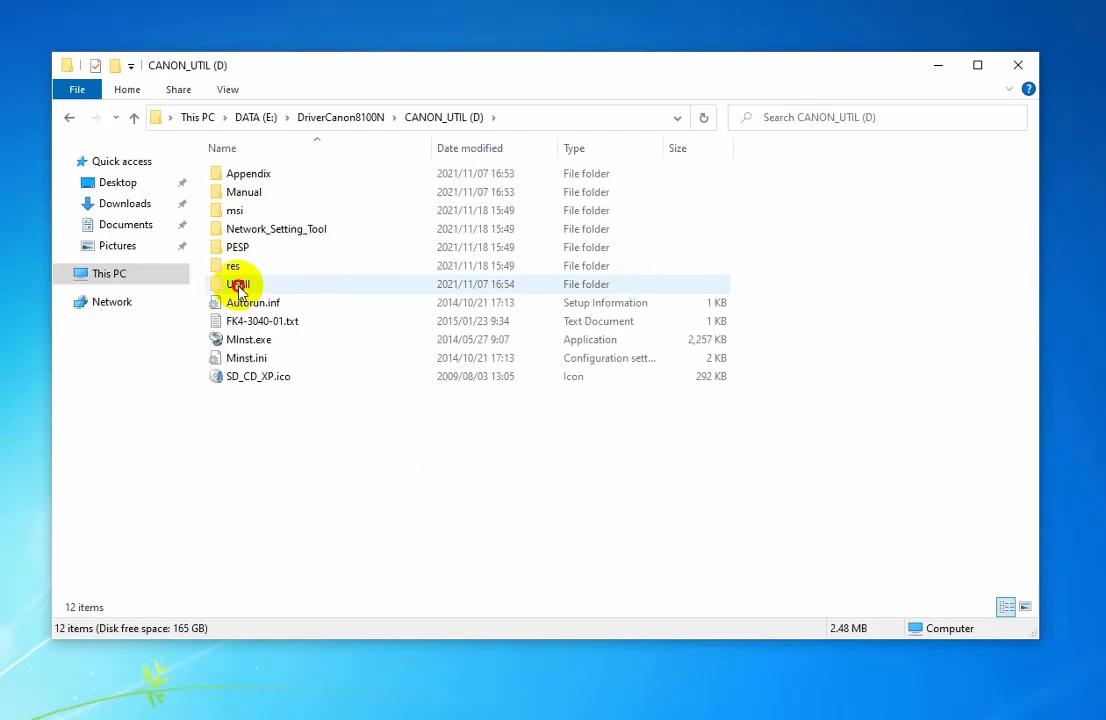 CANON_UTIL (D)
File Home Share View
This PC DATA (E:) DriverCanon8100N CANON_UTIL (D) Search CANON_UTIL (D)
Quick access
Desktop
Downloads
Documents
Pictures
This PC
Network
Name Date modified Type Size
Appendix 2021/11/07 16:53 File folder
Manual 2021/11/07 16:53 File folder
msi 2021/11/18 15:49 File folder
Network_Setting_Tool 2021/11/18 15:49 File folder
PESP 2021/11/18 15:49 File folder
res 2021/11/18 15:49 File folder
2021/11/07 16:54 File folder
Autorun.inf 2014/10/21 17:13 Setup Information 1 KB
FK4-3040-01.txt 2015/01/23 9:34 Text Document 1 KB
MInst.exe 2014/05/27 9:07 Application 2,257 KB
Minst.ini 2014/10/21 17:13 Configuration sett... 2 KB
SD_CD_XP.ico 2009/08/03 13:05 Icon 292 KB
12 items
12 items (Disk free space: 165 GB) 2.48 MB Computer